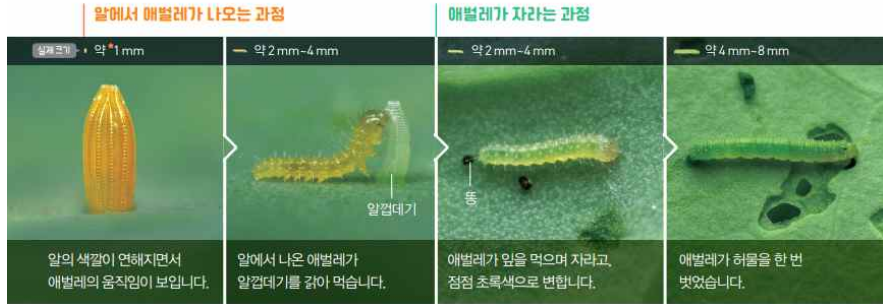 알에서 애벌레가 나오는 과정
애벌레가 자라는 과정
실제 크기 약 *1 mm
약 2 mm~4 mm
약 2 mm~4 mm
약 4 mm~8 mm
알껍데기
똥
알의 색깔이 연해지면서
애벌레의 움직임이 보입니다.
알에서 나온 애벌레가
알껍데기를 갉아 먹습니다.
애벌레가 잎을 먹으며 자라고,
점점 초록색으로 변합니다.
애벌레가 허물을 한 번
벗었습니다.